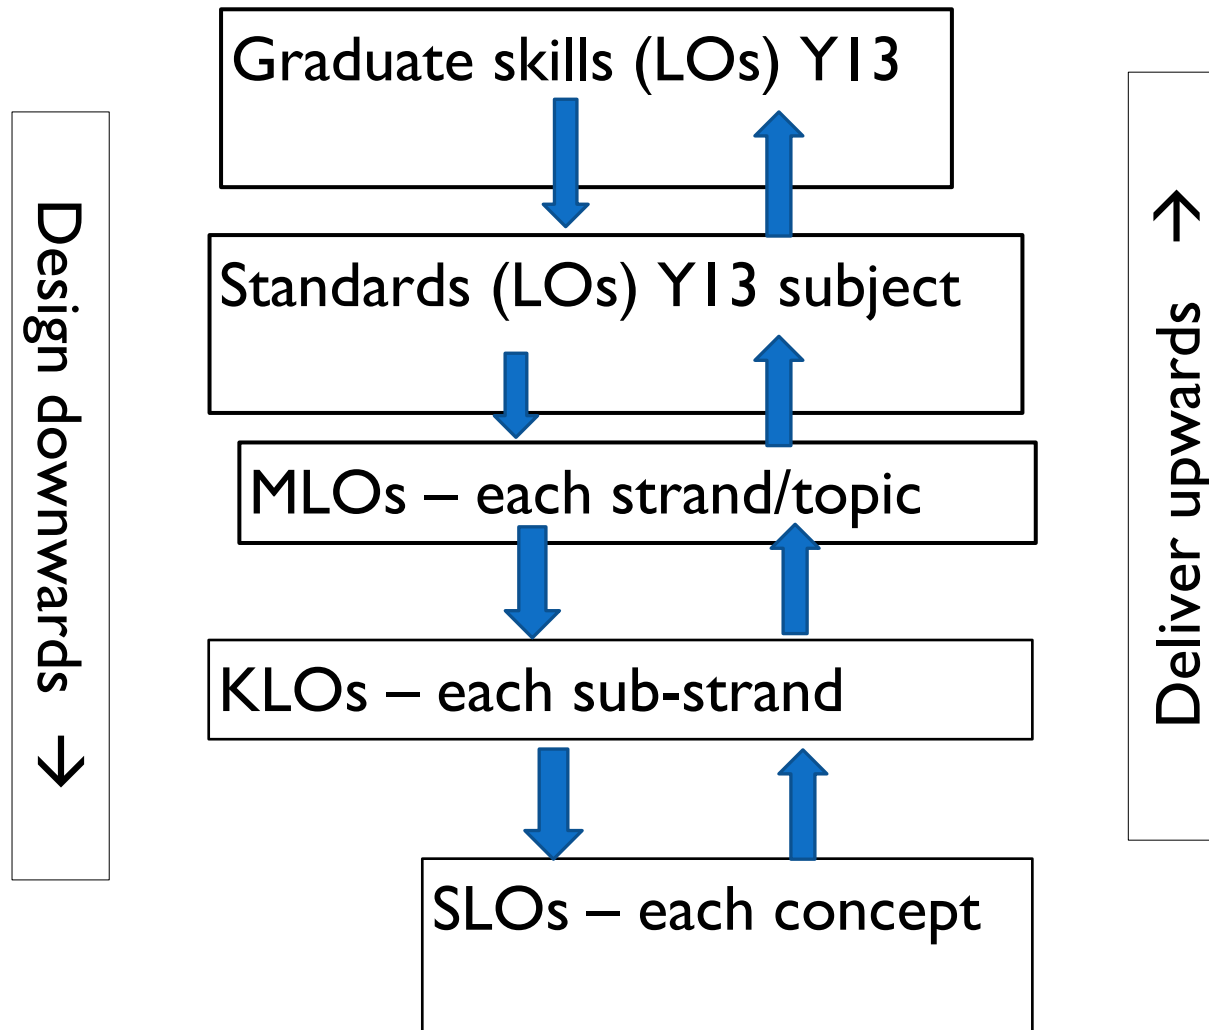 Graduate skills (LOs) Y13
Standards (LOs) Y13 subject
MLOs – each strand/topic
KLOs – each sub-strand
SLOs – each concept
Design downwards →
Deliver upwards →